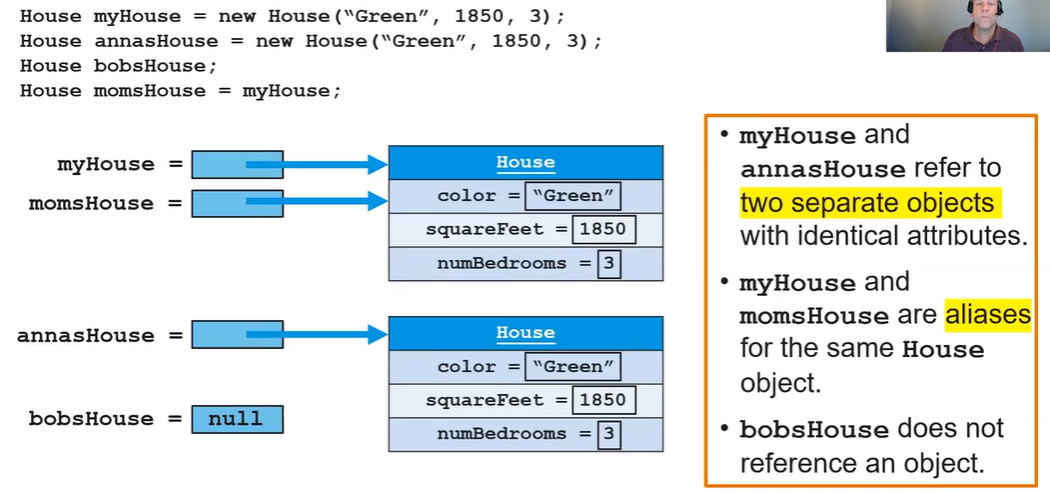 House myHouse = new House(“Green”, 1850, 3);
House annasHouse = new House(“Green”, 1850, 3);
House bobsHouse;
House momsHouse = myHouse;
myHouse =
momsHouse =
House
color = “Green”
squareFeet = 1850
numBedrooms = 3
annasHouse =
bobsHouse = null
House
color = “Green”
squareFeet = 1850
numBedrooms = 3
• myHouse and
annasHouse refer to
two separate objects
with identical attributes.
• myHouse and
momsHouse are aliases
for the same House
object.
• bobsHouse does not
reference an object.